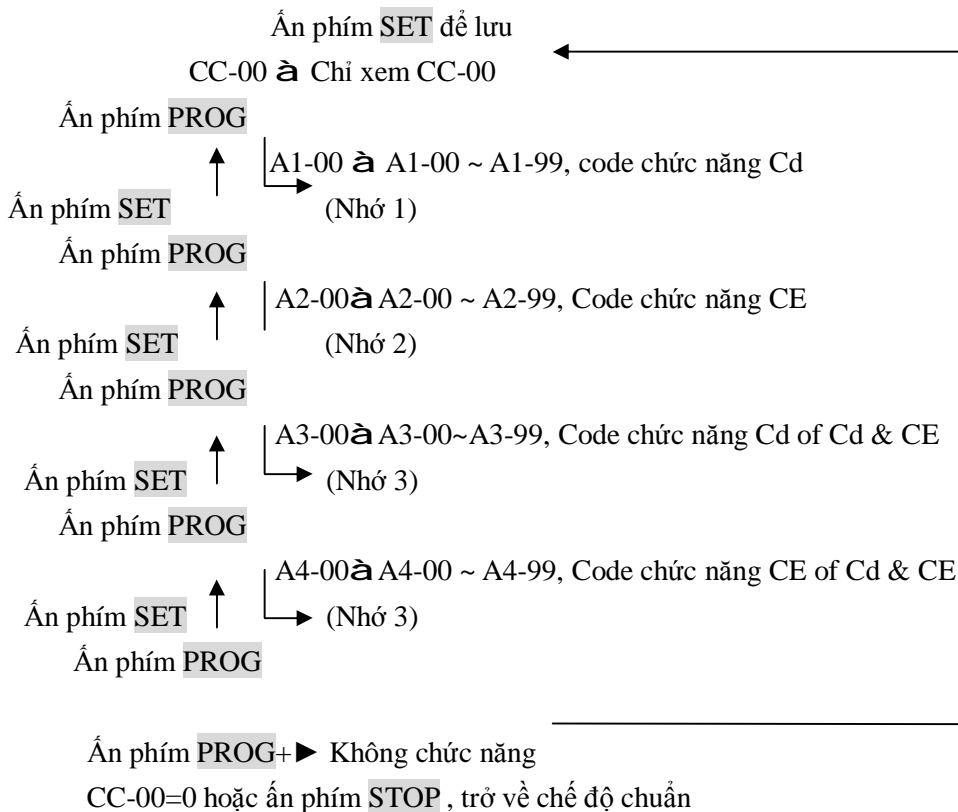 Ấn phím SET để lưu
CC-00 à Chỉ xem CC-00
Ấn phím PROG
A1-00 à A1-00 ~ A1-99, code chức năng Cd
Ấn phím SET (Nhớ 1)
Ấn phím PROG
A2-00à A2-00 ~ A2-99, Code chức năng CE
Ấn phím SET (Nhớ 2)
Ấn phím PROG
A3-00à A3-00~A3-99, Code chức năng Cd of Cd & CE
Ấn phím SET (Nhớ 3)
Ấn phím PROG
A4-00à A4-00 ~ A4-99, Code chức năng CE of Cd & CE
Ấn phím SET (Nhớ 3)
Ấn phím PROG
Ấn phím PROG+► Không chức năng
CC-00=0 hoặc ấn phím STOP , trở về chế độ chuẩn